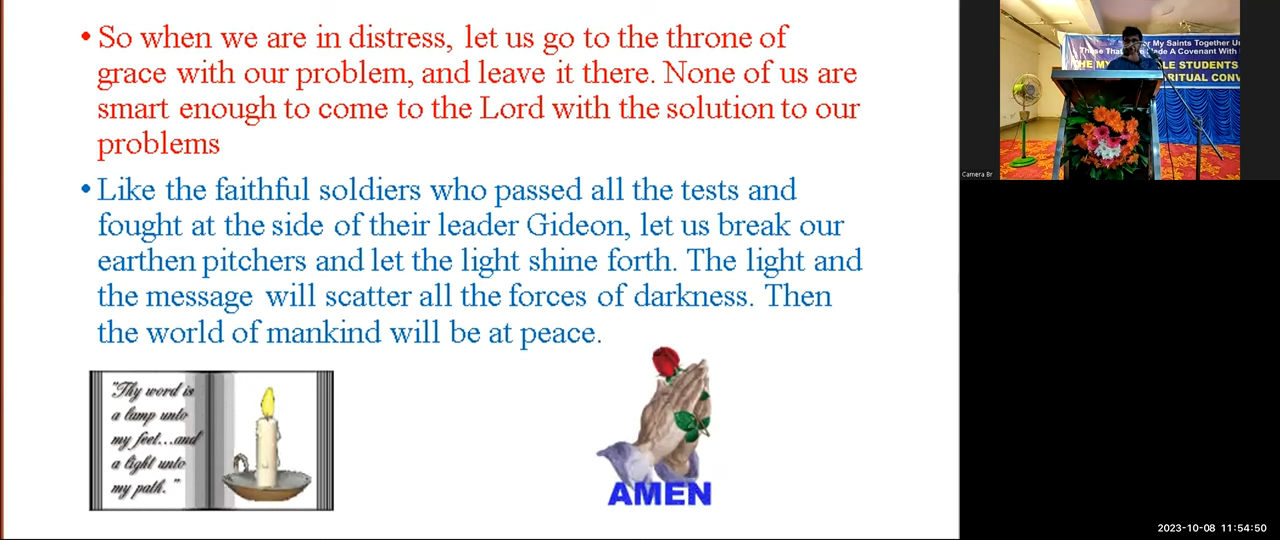 • So when we are in distress, let us go to the throne of
grace with our problem, and leave it there. None of us are
smart enough to come to the Lord with the solution to our
problems
• Like the faithful soldiers who passed all the tests and
fought at the side of their leader Gideon, let us break our
earthen pitchers and let the light shine forth. The light and
the message will scatter all the forces of darkness. Then
the world of mankind will be at peace.
"Thy word is
a lamp unto
my feet...and
a light unto
my path."
AMEN
My Saints Together
A Covenant With
STUDENTS
Camera Br
2023-10-08 11:54:50